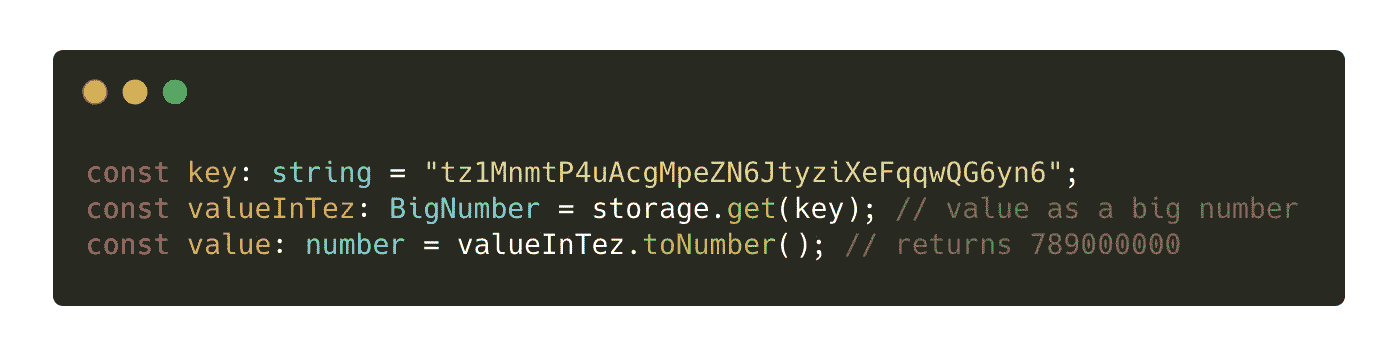 const key: string = "tz1MnmtP4uAcgMpeZN6JtyziXeFqqwQG6yn6";
const valueInTez: BigNumber = storage.get(key); // value as a big number
const value: number = valueInTez.toNumber(); // returns 789000000